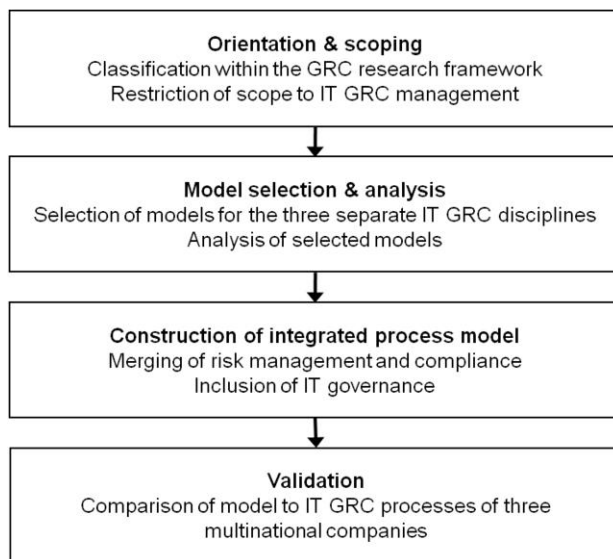 Orientation & scoping
Classification within the GRC research framework
Restriction of scope to IT GRC management
Model selection & analysis
Selection of models for the three separate IT GRC disciplines
Analysis of selected models
Construction of integrated process model
Merging of risk management and compliance
Inclusion of IT governance
Validation
Comparison of model to IT GRC processes of three
multinational companies